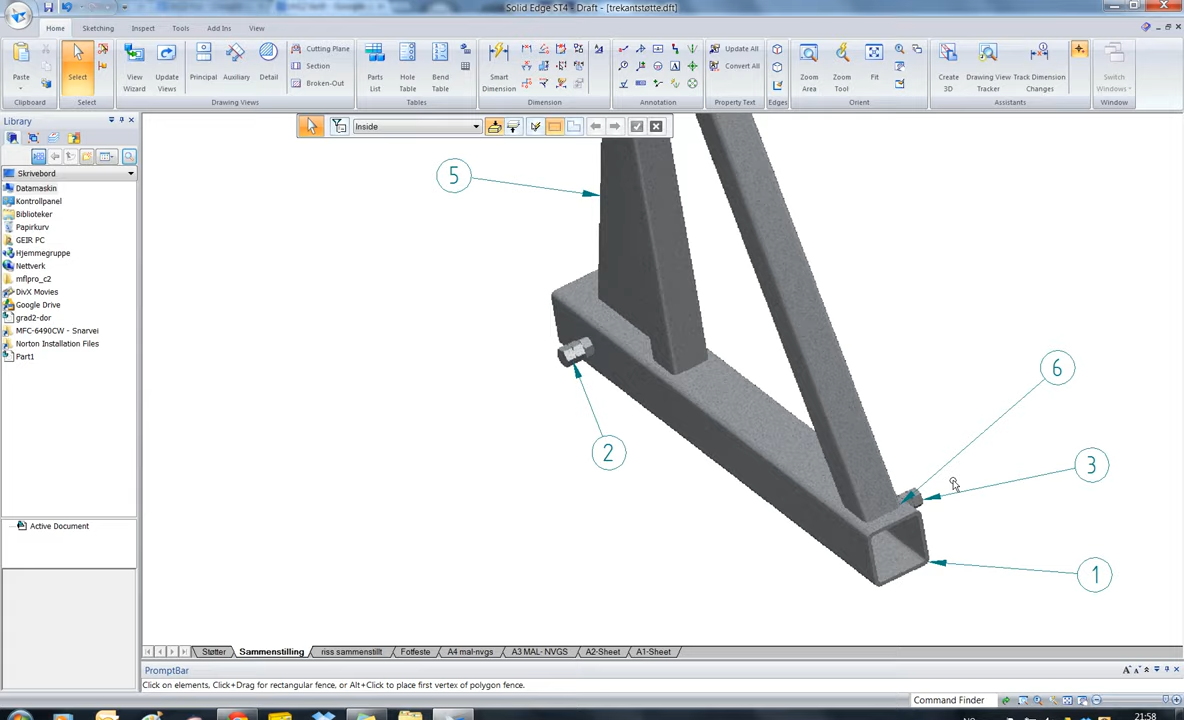 Solid Edge ST4 - Draft - [trekantstøtte.dft]
Home Sketching Inspect Tools Add Ins View
Paste
Clipboard
Select
Select
View Wizard
Update Views
Principal
Auxiliary
Detail
Cutting Plane
Section
Broken-Out
Drawing Views
Parts List
Hole Table
Bend Table
Tables
Smart Dimension
Dimension
Annotation
Update All
Convert All
Property Text
Edges
Zoom Area
Zoom Tool
Fit
Orient
Create 3D
Drawing View Tracker
Track Dimension Changes
Assistants
Switch Windows
Window
Library
Inside
Skrivebord
Datamaskin
Kontrollpanel
Biblioteker
Papirkurv
GEIR PC
Hjemmegruppe
Nettverk
mflpro_c2
DivX Movies
Google Drive
grad2-dor
MFC-6490CW - Snarvei
Norton Installation Files
Part1
Active Document
5
6
2
3
1
Støtter Sammenstilling riss sammenstillt Fotfeste A4 mal-nvgs A3 MAL- NVGS A2-Sheet A1-Sheet
PromptBar
Click on elements, Click+Drag for rectangular fence, or Alt+Click to place first vertex of polygon fence.
Command Finder
21:58